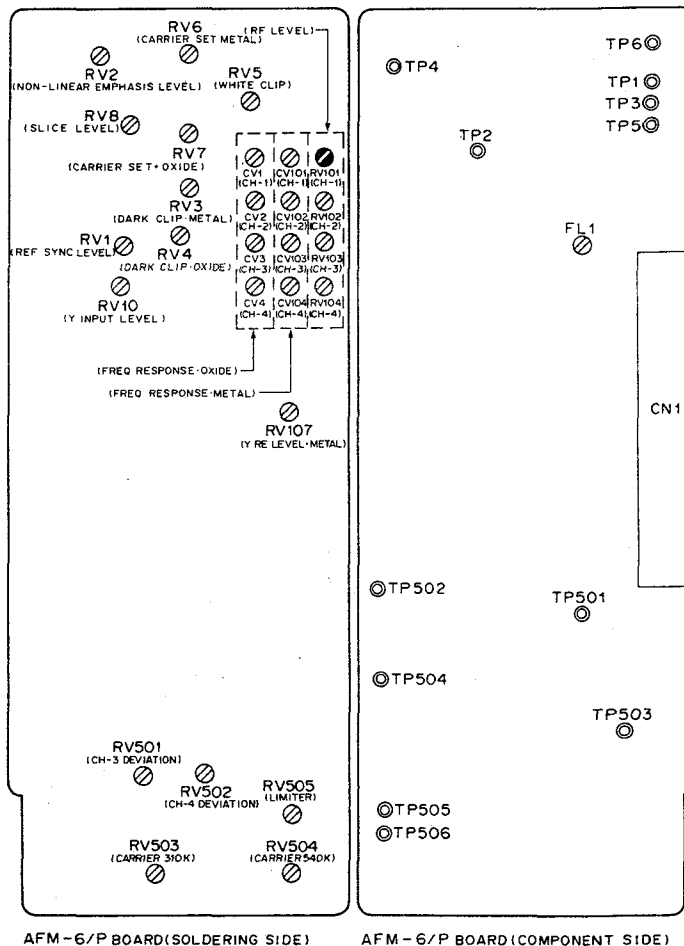 RV6
(CARRIER SET METAL)
(RF LEVEL)
RV2
(NON-LINEAR EMPHASIS LEVEL)
RV5
(WHITE CLIP)
RV8
(SLICE LEVEL)
RV7
(CARRIER SET•OXIDE)
CV1
(CH-1)
CV101
(CH-1)
RV101
(CH-1)
RV3
(DARK CLIP•METAL)
CV2
(CH-2)
CV102
(CH-2)
RV102
(CH-2)
RV1
(REF SYNC LEVEL)
RV4
(DARK CLIP•OXIDE)
CV3
(CH-3)
CV103
(CH-3)
RV103
(CH-3)
RV10
(Y INPUT LEVEL)
CV4
(CH-4)
CV104
(CH-4)
RV104
(CH-4)
(FREQ RESPONSE•OXIDE)
(FREQ RESPONSE•METAL)
RV107
(Y RE LEVEL•METAL)
RV501
(CH-3 DEVIATION)
RV502
(CH-4 DEVIATION)
RV505
(LIMITER)
RV503
(CARRIER 310K)
RV504
(CARRIER 540K)
AFM-6/P BOARD(SOLDERING SIDE)
TP6
TP4
TP1
TP3
TP5
TP2
FL1
CN1
TP502
TP501
TP504
TP503
TP505
TP506
AFM-6/P BOARD(COMPONENT SIDE)